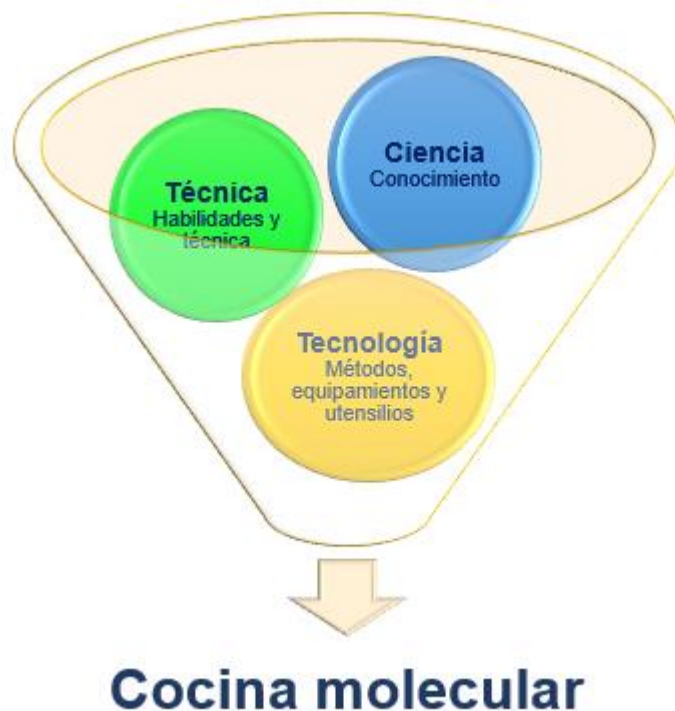 Ciencia
Conocimiento
Técnica
Habilidades y
técnica
Tecnología
Métodos,
equipamientos y
utensilios
Cocina molecular